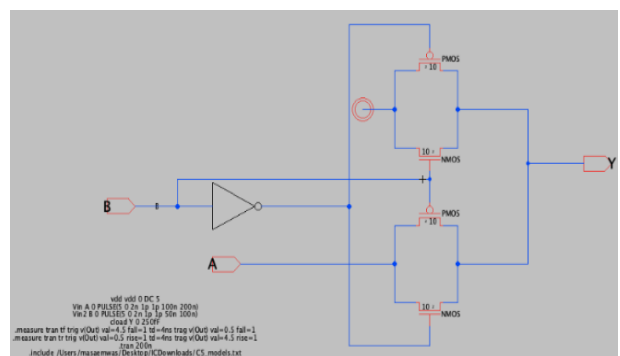 PMOS
÷ 10
10 ÷
NMOS
Y
B
B
PMOS
÷ 10
A
10 ÷
NMOS
vdd vdd 0 DC 5
Vin A 0 PULSE(5 0 2n 1p 1p 100n 200n)
Vin2 B 0 PULSE(5 0 2n 1p 1p 50n 100n)
cload Y 0 250fF
.measure tran tf trig v(Out) val=4.5 fall=1 td=4ns trag v(Out) val=0.5 fall=1
.measure tran tr trig v(Out) val=0.5 rise=1 td=4ns trag v(Out) val=4.5 rise=1
.tran 200n
.include /Users/masaemwas/Desktop/ICDownloads/C5_models.txt